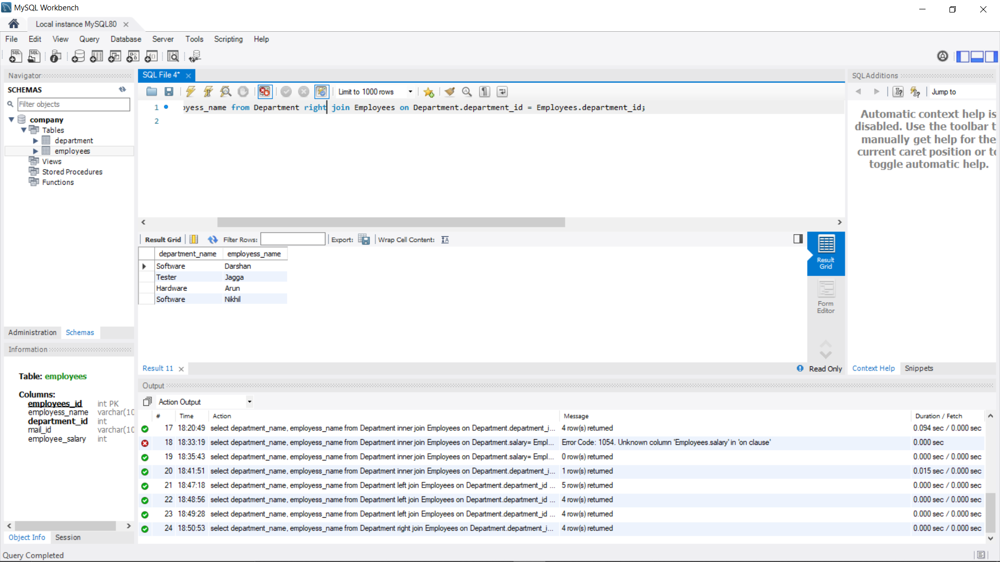 MySQL Workbench
Local instance MySQL80
File Edit View Query Database Server Tools Scripting Help
Navigator
SCHEMAS
Filter objects
company
Tables
department
employees
Views
Stored Procedures
Functions
Administration Schemas
Information
Table: employees
Columns:
employees_id int PK
employess_name varchar(10
department_id int
mail_id varchar(10
employee_salary int
Object Info Session
Query Completed
SQL File 4*
Limit to 1000 rows
1 yess_name from Department right join Employees on Department.department_id = Employees.department_id;
2
Result Grid Filter Rows: Export: Wrap Cell Content:
department_name employess_name
Software Darshan
Tester Jagga
Hardware Arun
Software Nikhil
Result Grid
Form Editor
Result 11 Read Only
Output
Action Output
# Time Action Message Duration / Fetch
17 18:20:49 select department_name, employess_name from Department inner join Employees on Department.department_i... 4 row(s) returned 0.094 sec / 0.000 sec
18 18:33:19 select department_name, employess_name from Department inner join Employees on Department.salary= Empl... Error Code: 1054. Unknown column 'Employees.salary' in 'on clause' 0.000 sec
19 18:35:43 select department_name, employess_name from Department inner join Employees on Department.salary= Empl... 0 row(s) returned 0.000 sec / 0.000 sec
20 18:41:51 select department_name, employess_name from Department inner join Employees on Department.department_i... 1 row(s) returned 0.015 sec / 0.000 sec
21 18:47:18 select department_name, employess_name from Department left join Employees on Department.department_id ... 5 row(s) returned 0.000 sec / 0.000 sec
22 18:48:56 select department_name, employess_name from Department left join Employees on Department.department_id ... 4 row(s) returned 0.000 sec / 0.000 sec
23 18:49:28 select department_name, employess_name from Department left join Employees on Department.department_id ... 4 row(s) returned 0.000 sec / 0.000 sec
24 18:50:53 select department_name, employess_name from Department right join Employees on Department.department_i... 4 row(s) returned 0.000 sec / 0.000 sec
SQLAdditions
Jump to
Automatic context help is
disabled. Use the toolbar t
manually get help for the
current caret position or to
toggle automatic help.
Context Help Snippets